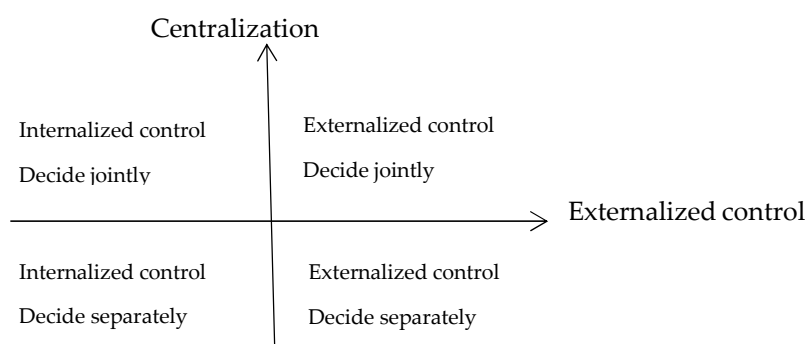 Centralization
Internalized control
Decide jointly
Externalized control
Decide jointly
Externalized control
Internalized control
Decide separately
Externalized control
Decide separately